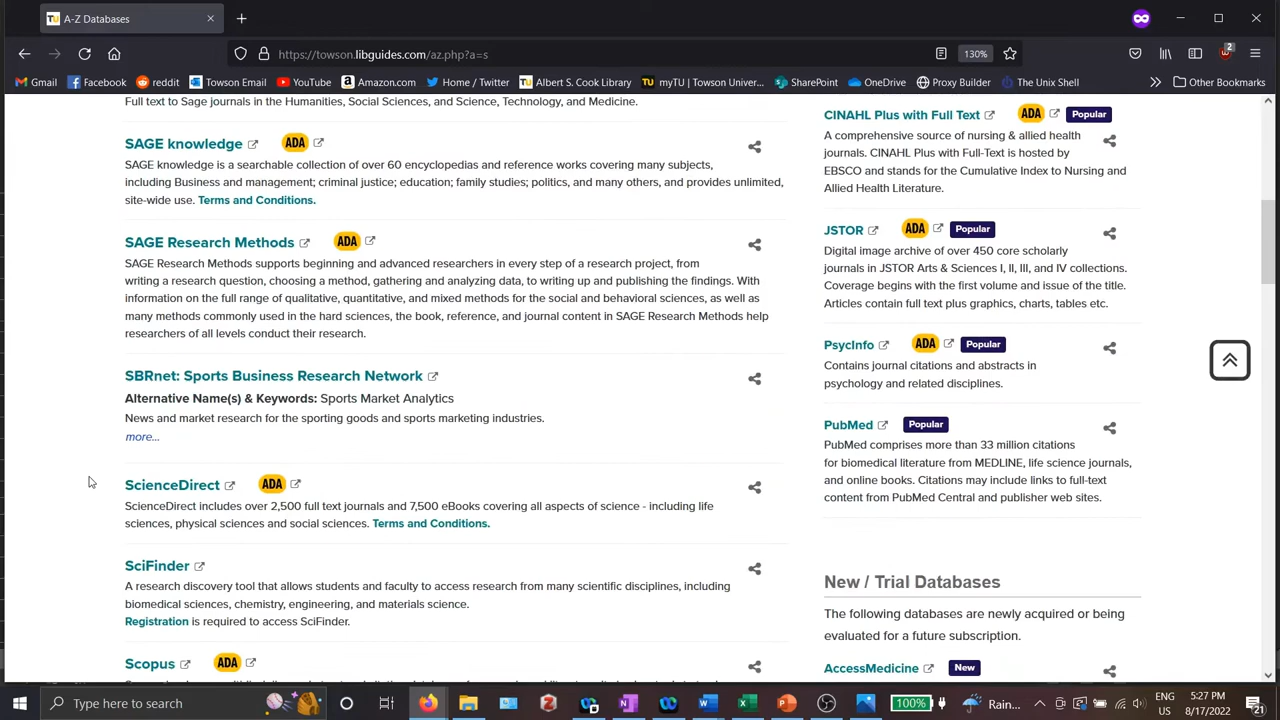 TU A-Z Databases
https://towson.libguides.com/az.php?a=s
130%
2
Gmail Facebook reddit Towson Email YouTube Amazon.com Home / Twitter Albert S. Cook Library myTU | Towson Univer... SharePoint OneDrive Proxy Builder The Unix Shell Other Bookmarks
Full text to Sage journals in the Humanities, Social Sciences, and Science, Technology, and Medicine.
SAGE knowledge ADA
SAGE knowledge is a searchable collection of over 60 encyclopedias and reference works covering many subjects,
including Business and management; criminal justice; education; family studies; politics, and many others, and provides unlimited,
site-wide use. Terms and Conditions.
SAGE Research Methods ADA
SAGE Research Methods supports beginning and advanced researchers in every step of a research project, from
writing a research question, choosing a method, gathering and analyzing data, to writing up and publishing the findings. With
information on the full range of qualitative, quantitative, and mixed methods for the social and behavioral sciences, as well as
many methods commonly used in the hard sciences, the book, reference, and journal content in SAGE Research Methods help
researchers of all levels conduct their research.
SBRnet: Sports Business Research Network
Alternative Name(s) & Keywords: Sports Market Analytics
News and market research for the sporting goods and sports marketing industries.
more...
ScienceDirect ADA
ScienceDirect includes over 2,500 full text journals and 7,500 eBooks covering all aspects of science - including life
sciences, physical sciences and social sciences. Terms and Conditions.
SciFinder
A research discovery tool that allows students and faculty to access research from many scientific disciplines, including
biomedical sciences, chemistry, engineering, and materials science.
Registration is required to access SciFinder.
Scopus ADA
CINAHL Plus with Full Text ADA Popular
A comprehensive source of nursing & allied health
journals. CINAHL Plus with Full-Text is hosted by
EBSCO and stands for the Cumulative Index to Nursing and
Allied Health Literature.
JSTOR ADA Popular
Digital image archive of over 450 core scholarly
journals in JSTOR Arts & Sciences I, II, III, and IV collections.
Coverage begins with the first volume and issue of the title.
Articles contain full text plus graphics, charts, tables etc.
PsycInfo ADA Popular
Contains journal citations and abstracts in
psychology and related disciplines.
PubMed Popular
PubMed comprises more than 33 million citations
for biomedical literature from MEDLINE, life science journals,
and online books. Citations may include links to full-text
content from PubMed Central and publisher web sites.
New / Trial Databases
The following databases are newly acquired or being
evaluated for a future subscription.
AccessMedicine New
Type here to search
100%
Rain...
ENG
US
5:27 PM
8/17/2022
21